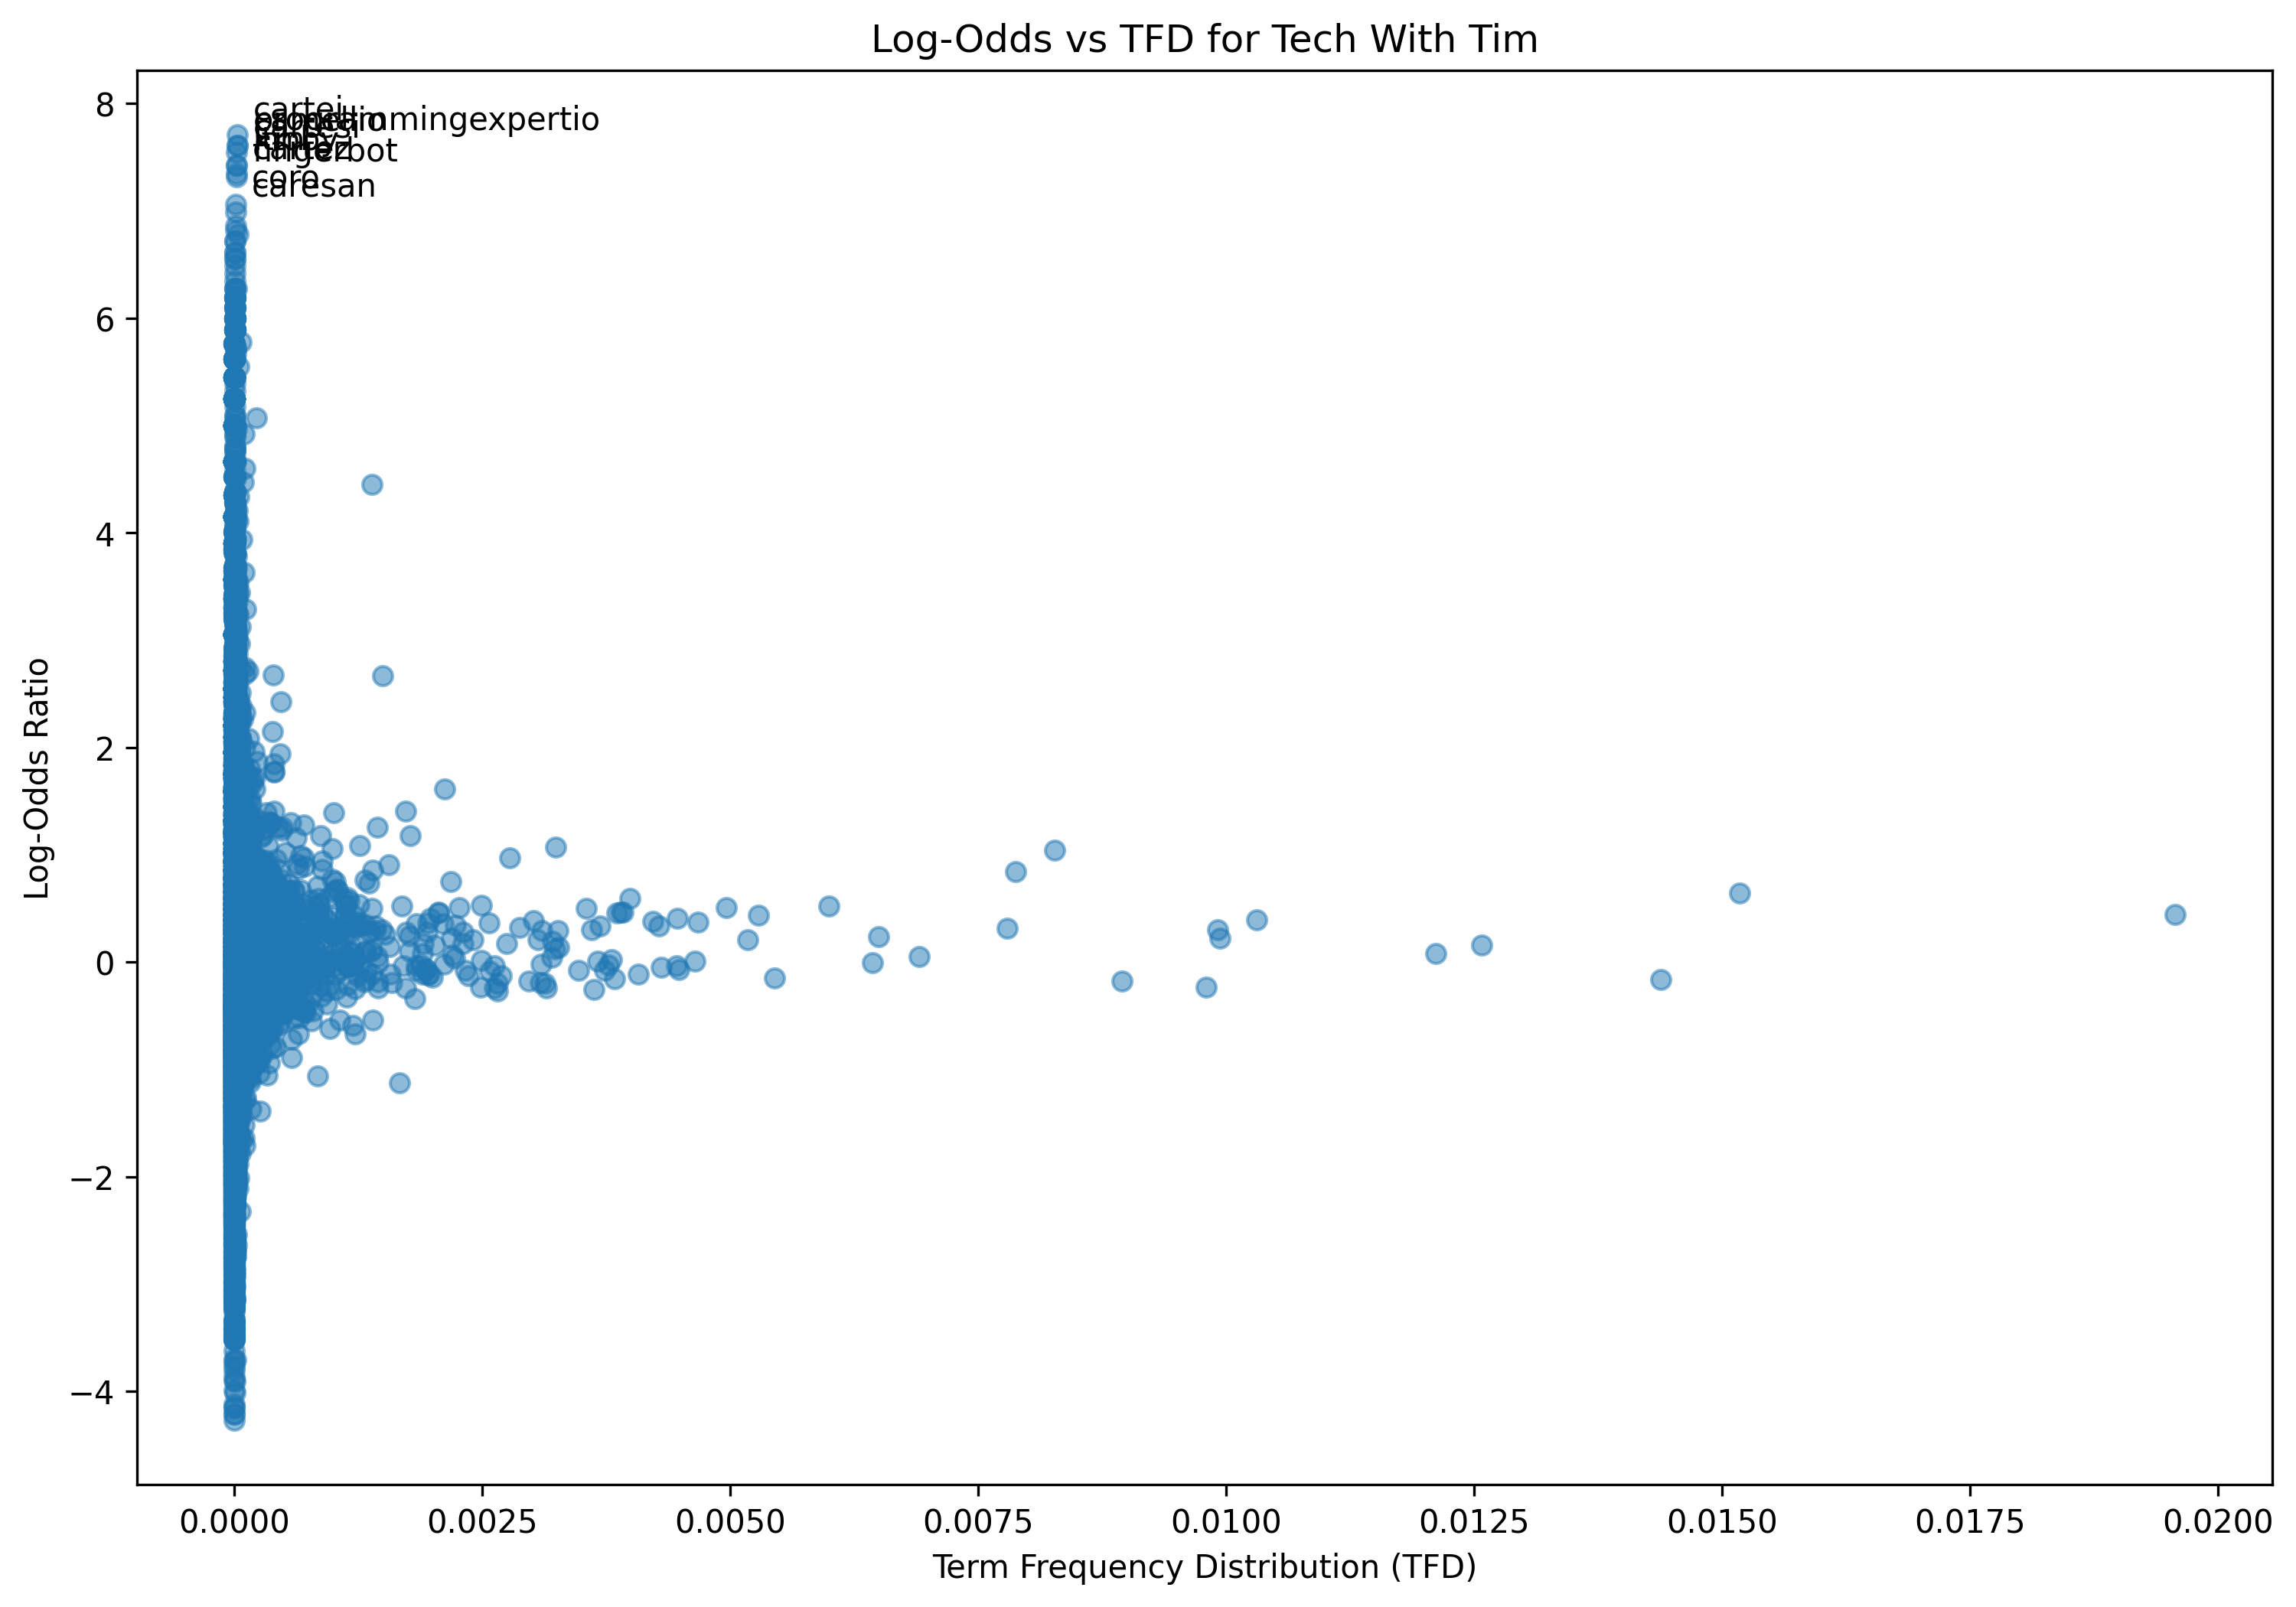 Log-Odds vs TFD for Tech With Tim
8
6
4
2
0
−2
−4
Log-Odds Ratio
cartei
programmingexpertio
coro
caresan
0.0000
0.0025
0.0050
0.0075
0.0100
0.0125
0.0150
0.0175
0.0200
Term Frequency Distribution (TFD)